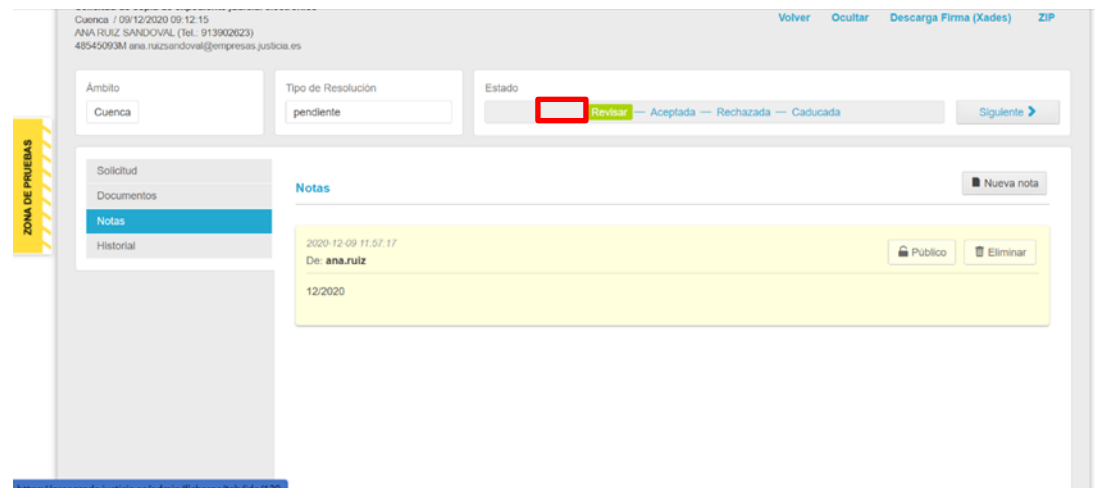 Cuenca / 09/12/2020 09:12:15
ANA RUIZ SANDOVAL (Tel.: 913902623)
48545093M ana.ruizsandoval@empresas.justicia.es
Volver Ocultar Descarga Firma (Xades) ZIP
Ámbito
Cuenca
Tipo de Resolución
pendiente
Estado
Revisar — Aceptada — Rechazada — Caducada
Siguiente
ZONA DE PRUEBAS
Solicitud
Documentos
Notas
Historial
Notas
Nueva nota
2020-12-09 11:57:17
De: ana.ruiz
Público
Eliminar
12/2020